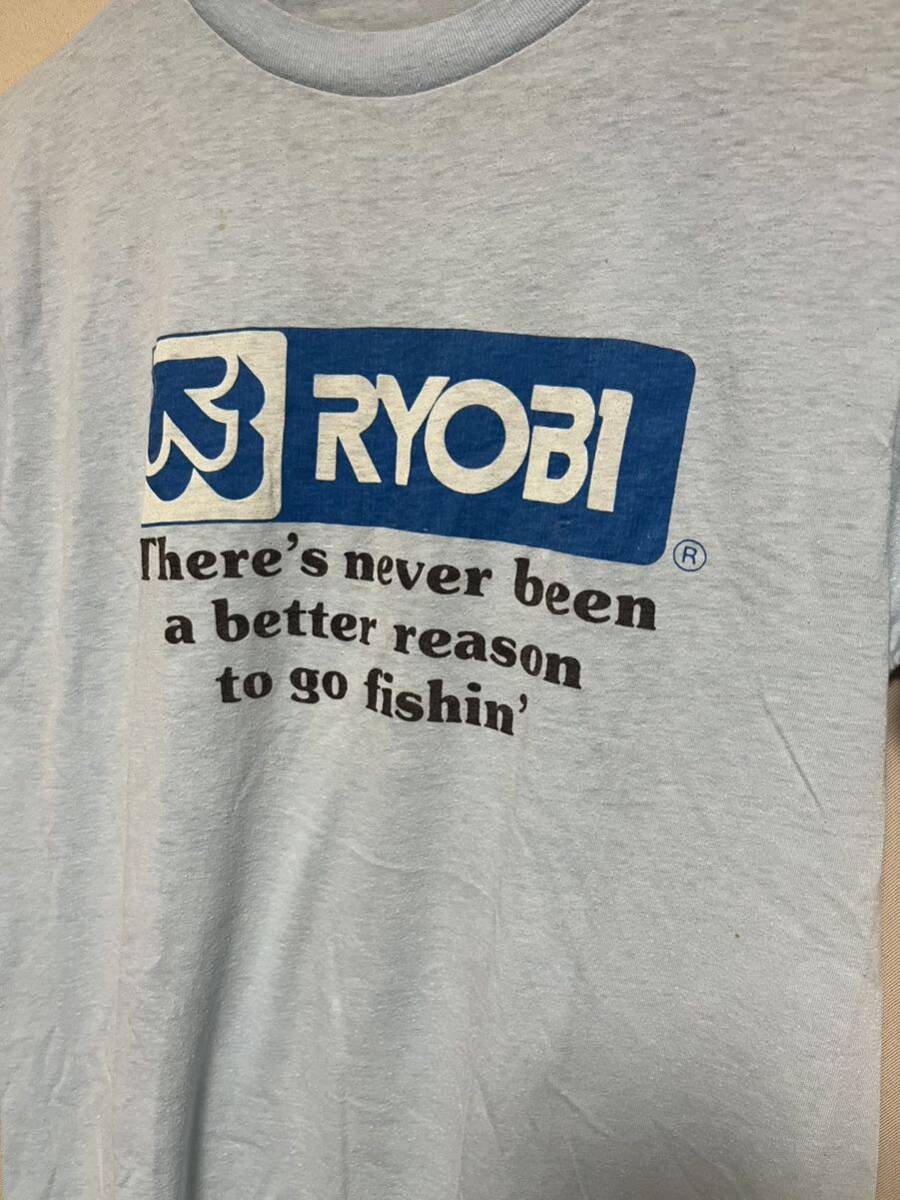 RYOBI
®
There's never been
a better reason
to go fishin'